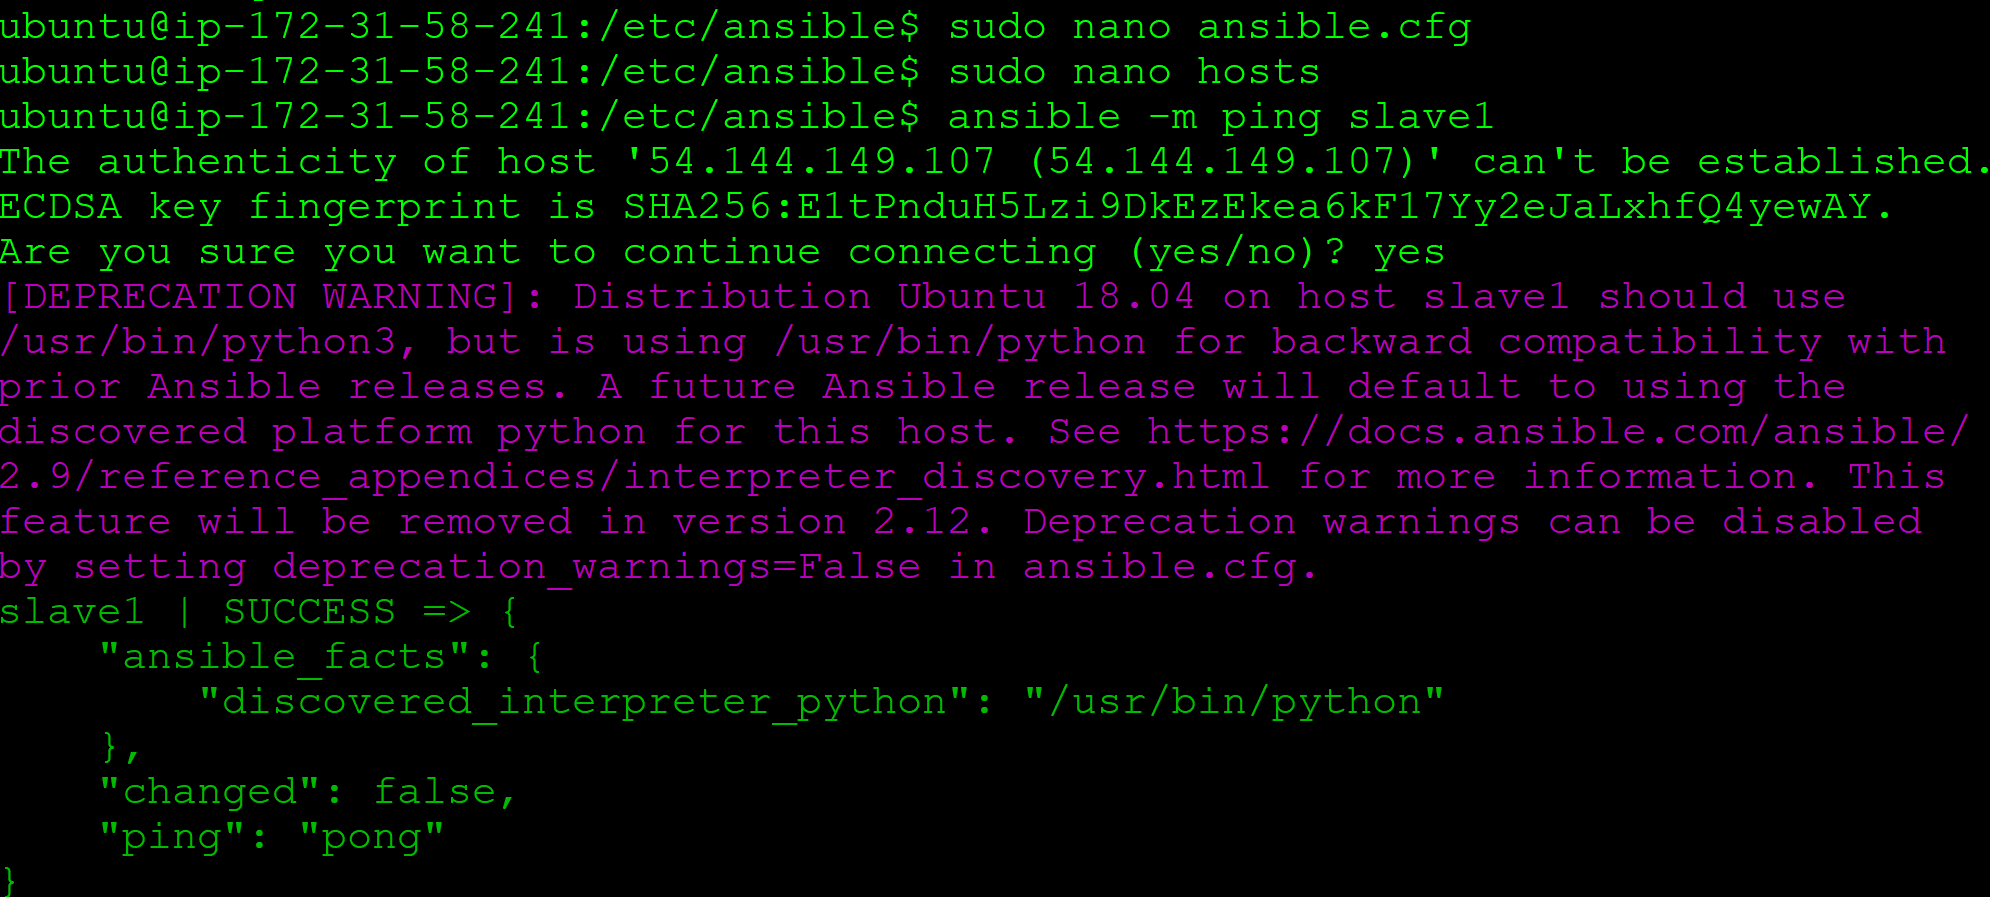 ubuntu@ip-172-31-58-241:/etc/ansible$ sudo nano ansible.cfg
ubuntu@ip-172-31-58-241:/etc/ansible$ sudo nano hosts
ubuntu@ip-172-31-58-241:/etc/ansible$ ansible -m ping slave1
The authenticity of host '54.144.149.107 (54.144.149.107)' can't be established.
ECDSA key fingerprint is SHA256:E1tPnduH5Lzi9DkEzEkea6kF17Yy2eJaLxhfQ4yewAY.
Are you sure you want to continue connecting (yes/no)? yes
[DEPRECATION WARNING]: Distribution Ubuntu 18.04 on host slave1 should use
/usr/bin/python3, but is using /usr/bin/python for backward compatibility with
prior Ansible releases. A future Ansible release will default to using the
discovered platform python for this host. See https://docs.ansible.com/ansible/
2.9/reference_appendices/interpreter_discovery.html for more information. This
feature will be removed in version 2.12. Deprecation warnings can be disabled
by setting deprecation_warnings=False in ansible.cfg.
slave1 | SUCCESS => {
    "ansible_facts": {
        "discovered_interpreter_python": "/usr/bin/python"
    },
    "changed": false,
    "ping": "pong"
}